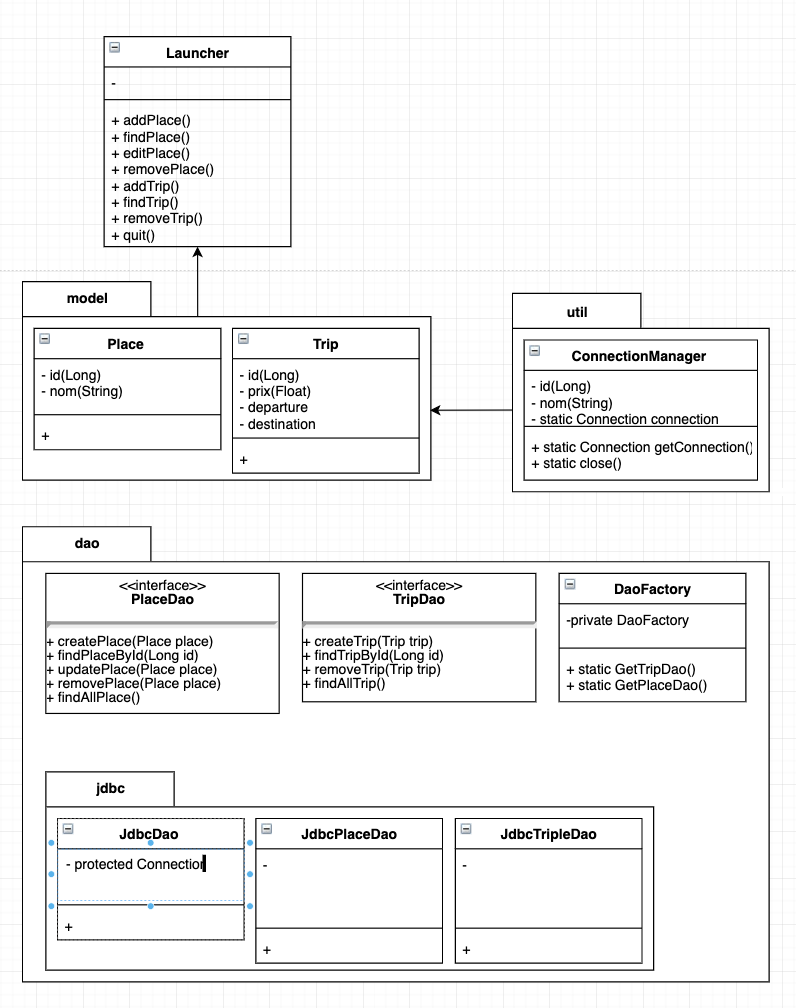 Launcher
-
+ addPlace()
+ findPlace()
+ editPlace()
+ removePlace()
+ addTrip()
+ findTrip()
+ removeTrip()
+ quit()
model
Place
- id(Long)
- nom(String)
+
Trip
- id(Long)
- prix(Float)
- departure
- destination
+
util
ConnectionManager
- id(Long)
- nom(String)
- static Connection connection
+ static Connection getConnection()
+ static close()
dao
<<interface>>
PlaceDao
+ createPlace(Place place)
+ findPlaceById(Long id)
+ updatePlace(Place place)
+ removePlace(Place place)
+ findAllPlace()
<<interface>>
TripDao
+ createTrip(Trip trip)
+ findTripById(Long id)
+ removeTrip(Trip trip)
+ findAllTrip()
DaoFactory
-private DaoFactory
+ static GetTripDao()
+ static GetPlaceDao()
jdbc
JdbcDao
- protected Connection
+
JdbcPlaceDao
-
+
JdbcTripleDao
-
+